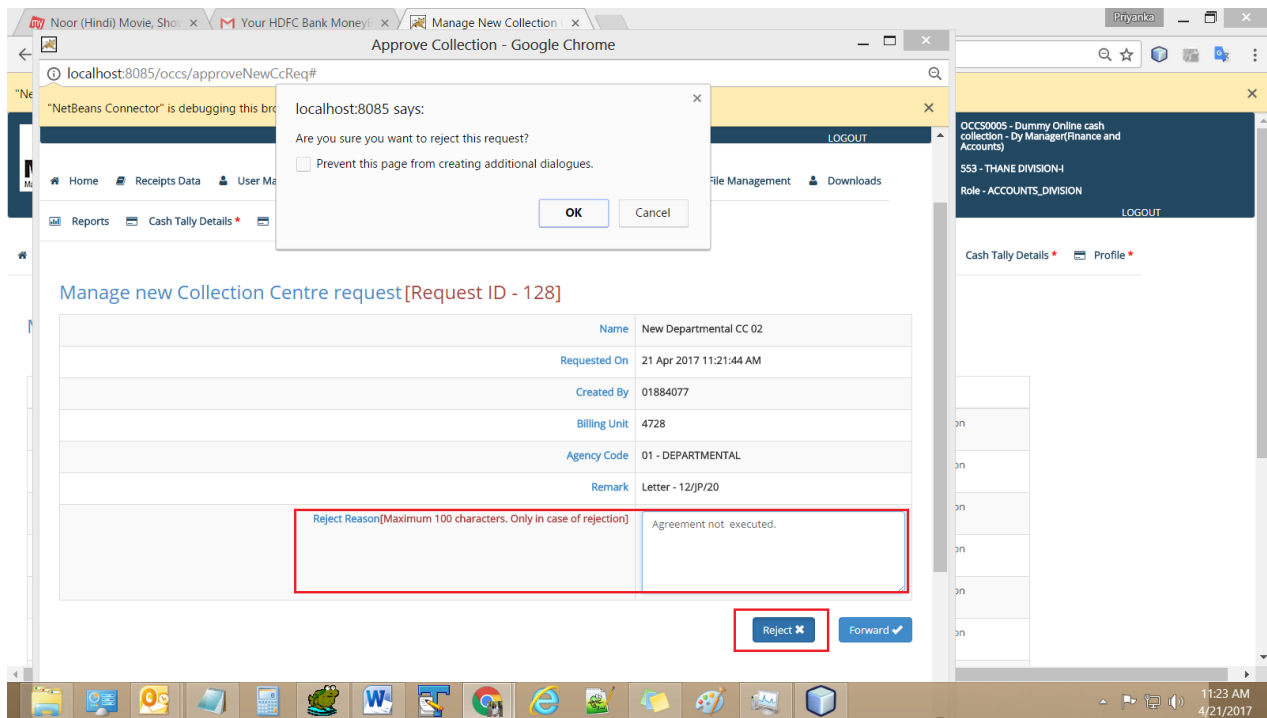 Noor (Hindi) Movie, Sho
Your HDFC Bank Money
Manage New Collection
Priyanka
Approve Collection - Google Chrome
localhost:8085/occs/approveNewCcReq#
"Ne
"NetBeans Connector" is debugging this bro
localhost:8085 says:
Are you sure you want to reject this request?
Prevent this page from creating additional dialogues.
OK
Cancel
LOGOUT
OCCS0005 - Dummy Online cash
collection - Dy Manager(Finance and
Accounts)
553 - THANE DIVISION-I
Role - ACCOUNTS_DIVISION
LOGOUT
Home Receipts Data User Ma
File Management Downloads
Reports Cash Tally Details *
Cash Tally Details * Profile *
Manage new Collection Centre request[Request ID - 128]
Name New Departmental CC 02
Requested On 21 Apr 2017 11:21:44 AM
Created By 01884077
Billing Unit 4728
Agency Code 01 - DEPARTMENTAL
Remark Letter - 12/JP/20
Reject Reason[Maximum 100 characters. Only in case of rejection]
Agreement not executed.
Reject
Forward
on
on
on
on
on
on
11:23 AM
4/21/2017